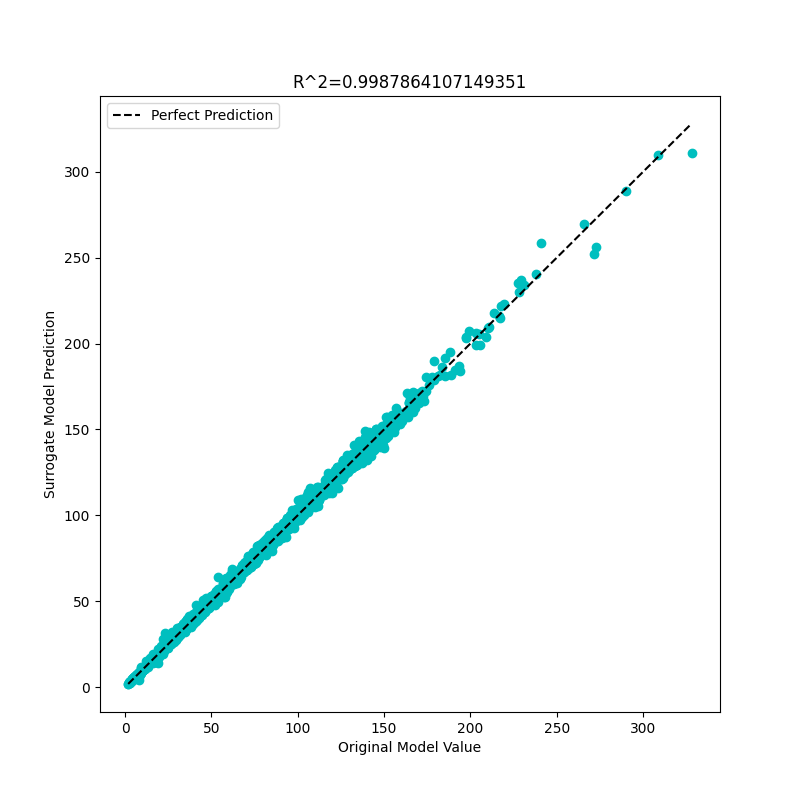 R^2=0.9987864107149351
Perfect Prediction
300
250
200
150
100
50
0
Surrogate Model Prediction
0 50 100 150 200 250 300
Original Model Value